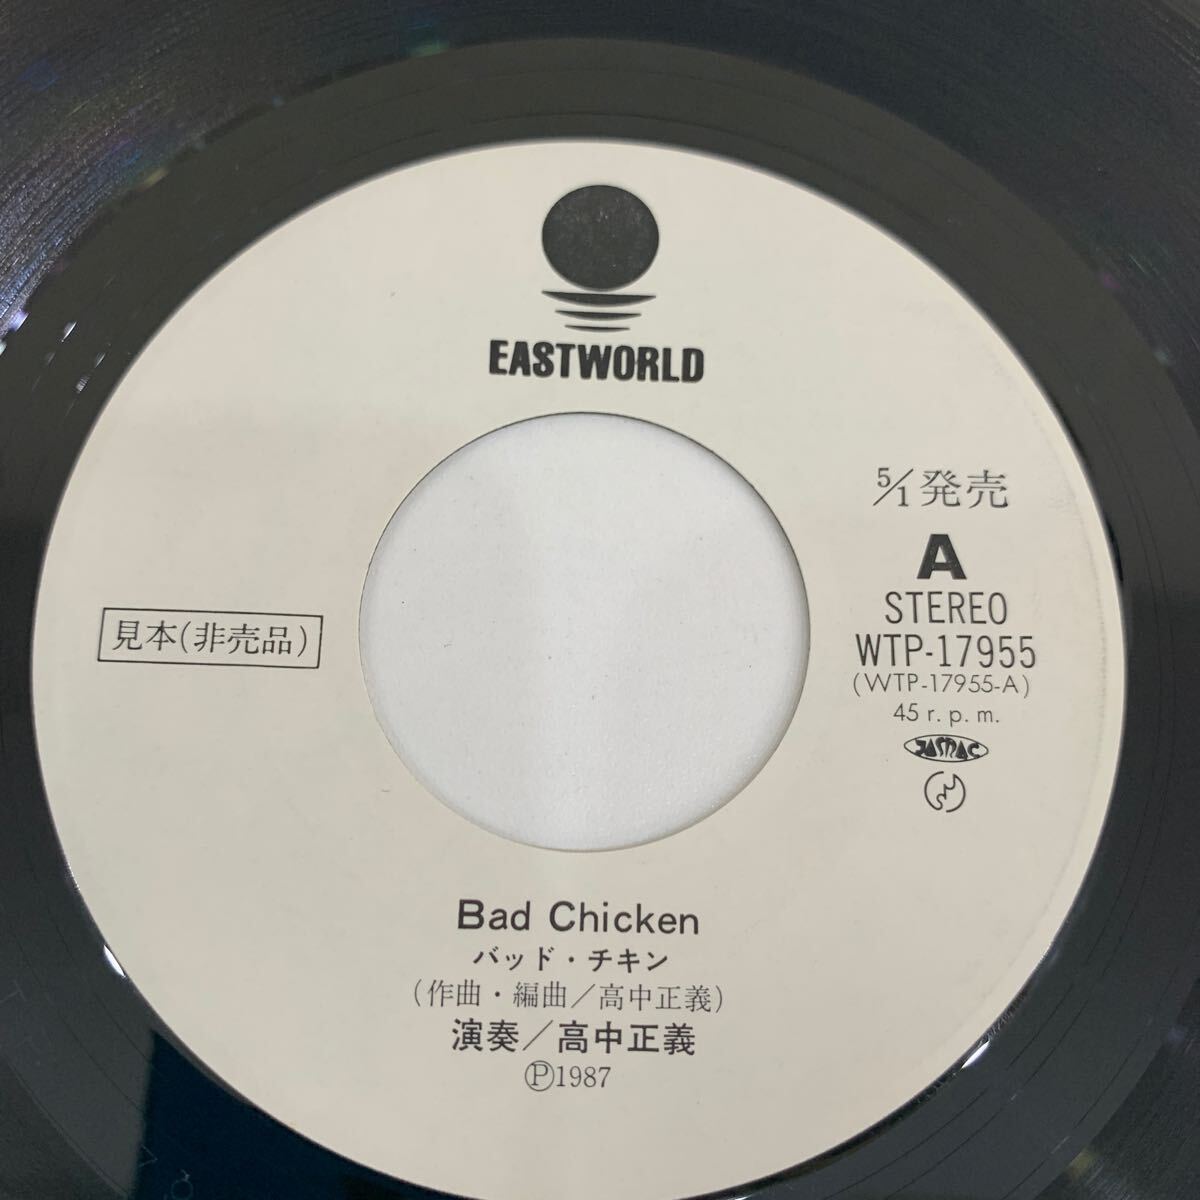 EASTWORLD
5/1発売
A
STEREO
WTP-17955
(WTP-17955-A)
45 r. p. m.
JASRAC
見本(非売品)
Bad Chicken
バッド・チキン
(作曲・編曲/高中正義)
演奏/高中正義
Ⓟ1987